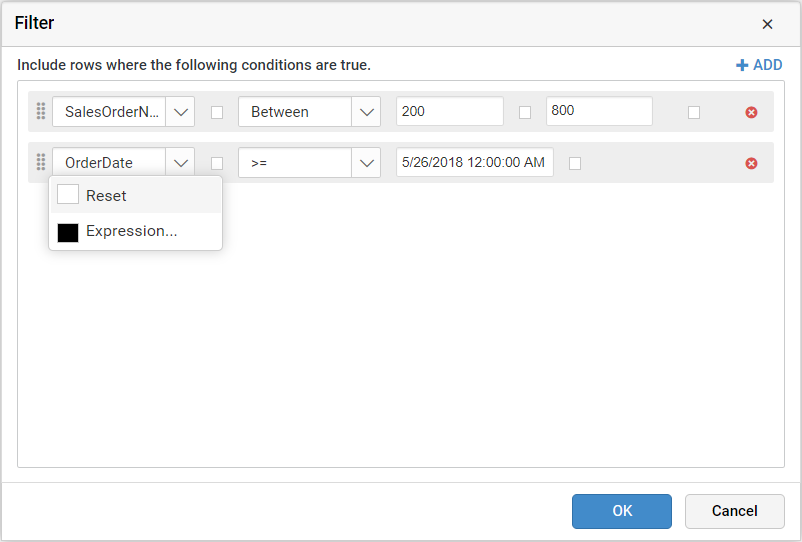 Filter
Include rows where the following conditions are true.
ADD
SalesOrderN... Between 200 800
OrderDate >= 5/26/2018 12:00:00 AM
Reset
Expression...
OK Cancel